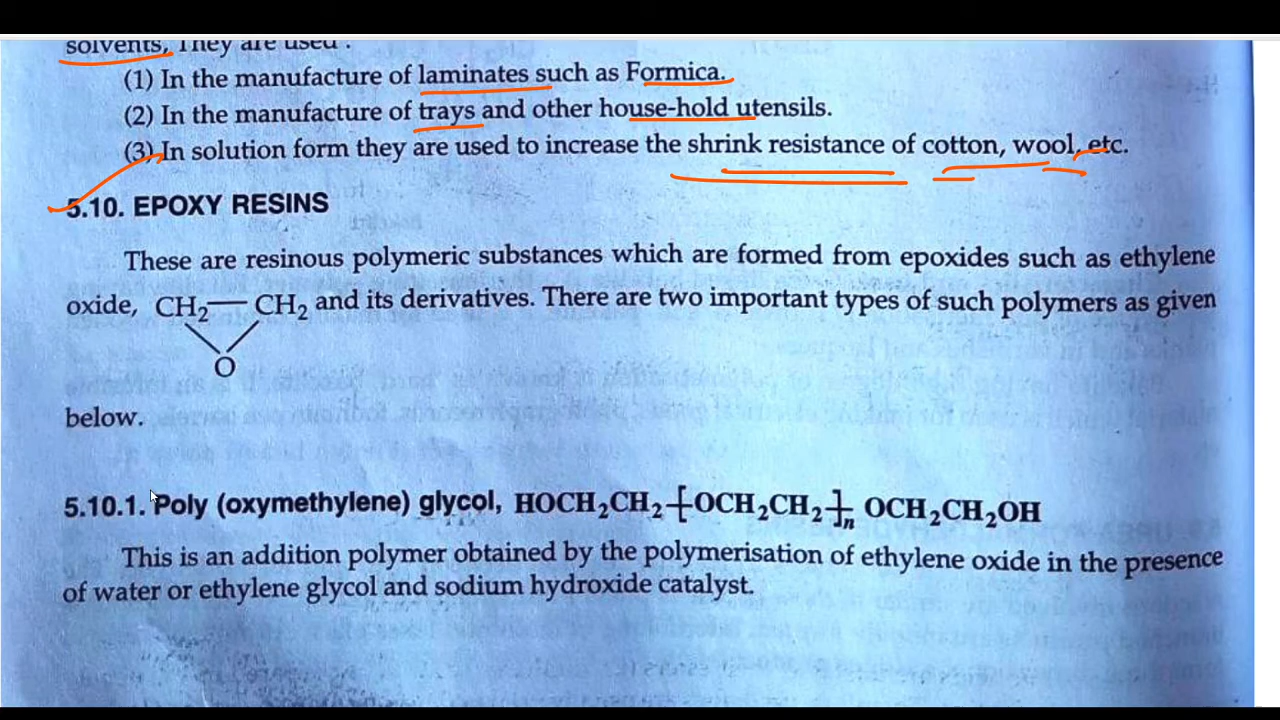 solvents, They are used :
(1) In the manufacture of laminates such as Formica.
(2) In the manufacture of trays and other house-hold utensils.
(3) In solution form they are used to increase the shrink resistance of cotton, wool, etc.
5.10. EPOXY RESINS
These are resinous polymeric substances which are formed from epoxides such as ethylene
oxide, CH₂—CH₂ and its derivatives. There are two important types of such polymers as given
O
below.
5.10.1. Poly (oxymethylene) glycol, HOCH₂CH₂–[OCH₂CH₂–]ₙ OCH₂CH₂OH
This is an addition polymer obtained by the polymerisation of ethylene oxide in the presence
of water or ethylene glycol and sodium hydroxide catalyst.